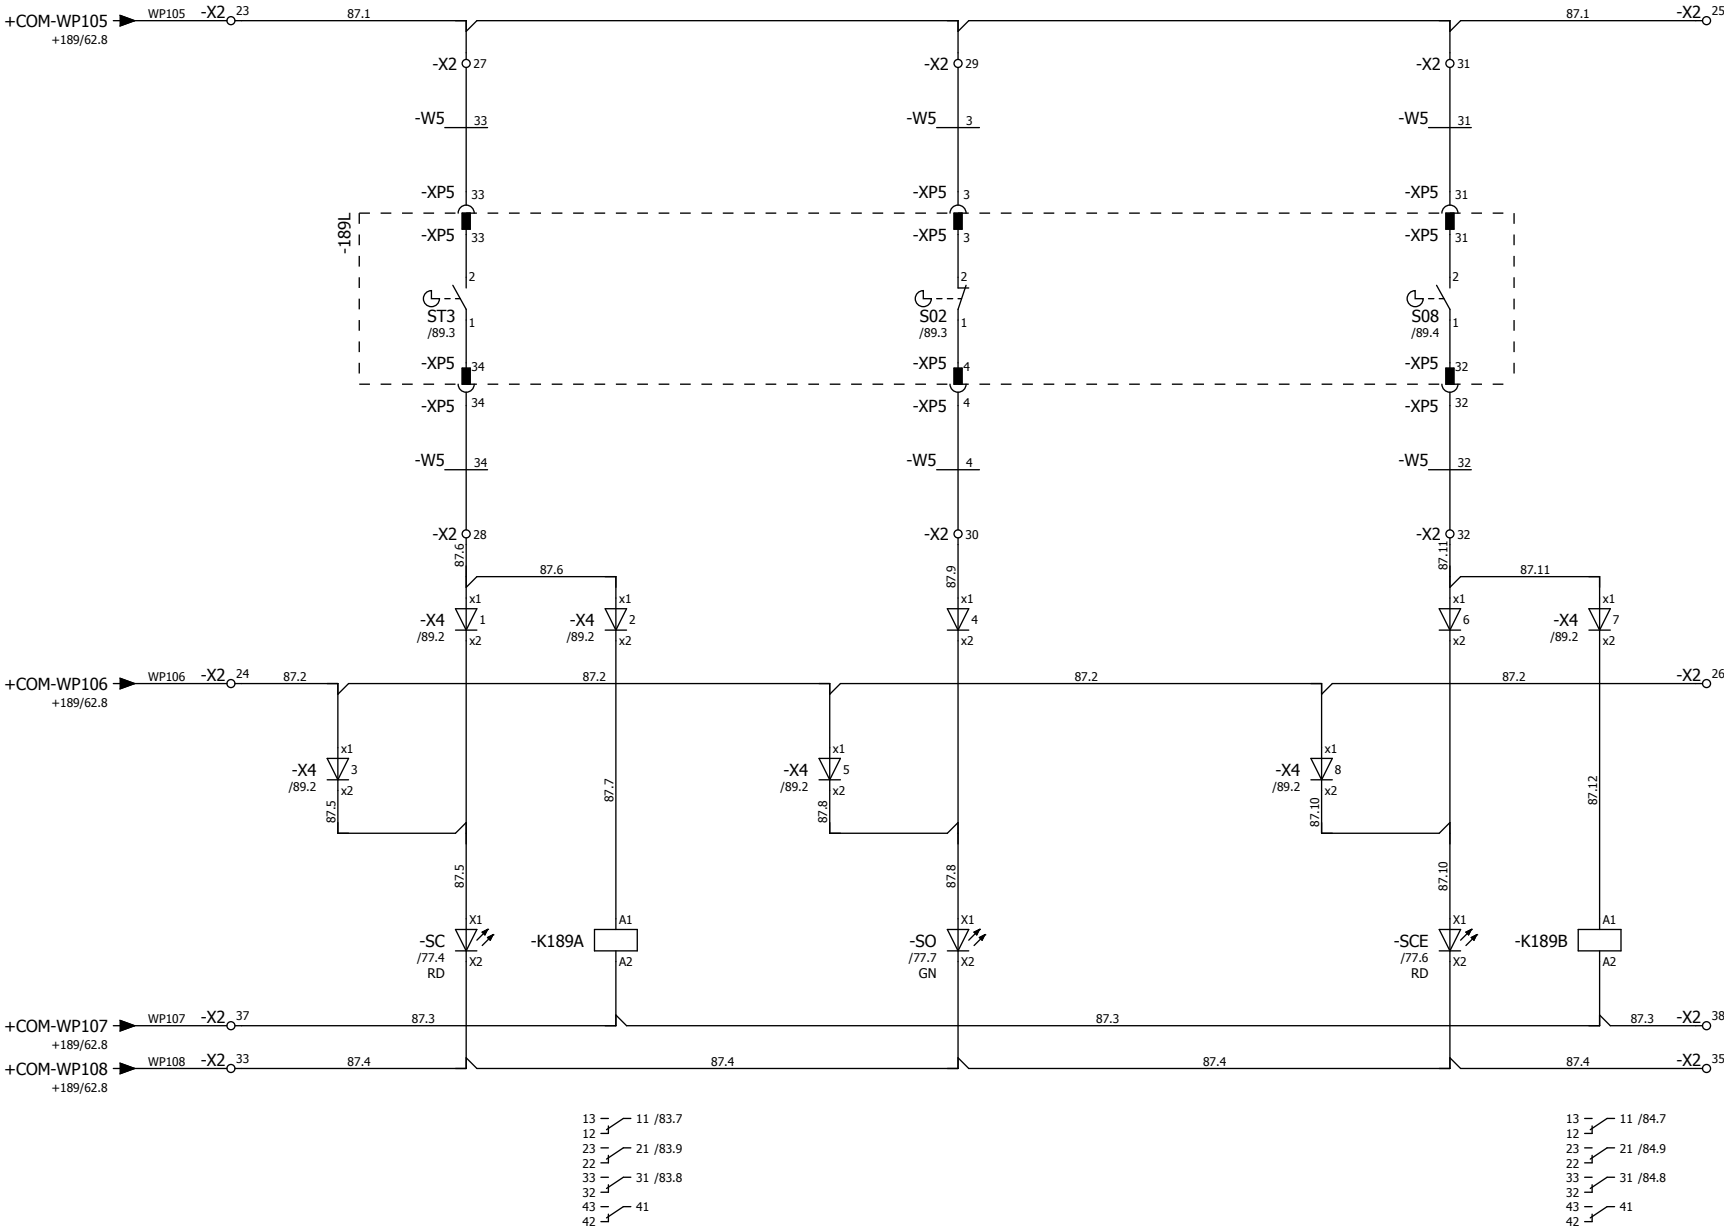 +COM-WP105 WP105 -X2 23 87.1 87.1 -X2 25
+189/62.8
-X2 27 -X2 29 -X2 31
-W5 33 -W5 3 -W5 31
-XP5 33 -XP5 3 -XP5 31
-189L
-XP5 33 -XP5 3 -XP5 31
2 2 2
ST3 S02 S08
1 1 1
/89.3 /89.3 /89.4
-XP5 34 -XP5 4 -XP5 32
-XP5 34 -XP5 4 -XP5 32
-W5 34 -W5 4 -W5 32
-X2 28 -X2 30 -X2 32
87.6 87.9 87.11
87.6 87.11
x1 x1 x1 x1 x1
-X4 1 -X4 2 4 6 -X4 7
/89.2 x2 /89.2 x2 x2 x2 /89.2 x2
+COM-WP106 WP106 -X2 24 87.2 87.2 87.2 87.2 -X2 26
+189/62.8
x1 x1 x1
-X4 3 -X4 5 -X4 8
/89.2 x2 /89.2 x2 /89.2 x2
87.5 87.7 87.8 87.10 87.12
87.5 87.8 87.10
X1 A1 X1 X1 A1
-SC -K189A -SO -SCE -K189B
/77.4 X2 A2 /77.7 X2 /77.6 X2 A2
RD GN RD
+COM-WP107 WP107 -X2 37 87.3 87.3 87.3 -X2 38
+189/62.8
+COM-WP108 WP108 -X2 33 87.4 87.4 87.4 87.4 -X2 35
+189/62.8
13 11 /83.7 13 11 /84.7
12 12
23 21 /83.9 23 21 /84.9
22 22
33 31 /83.8 33 31 /84.8
32 32
43 41 43 41
42 42